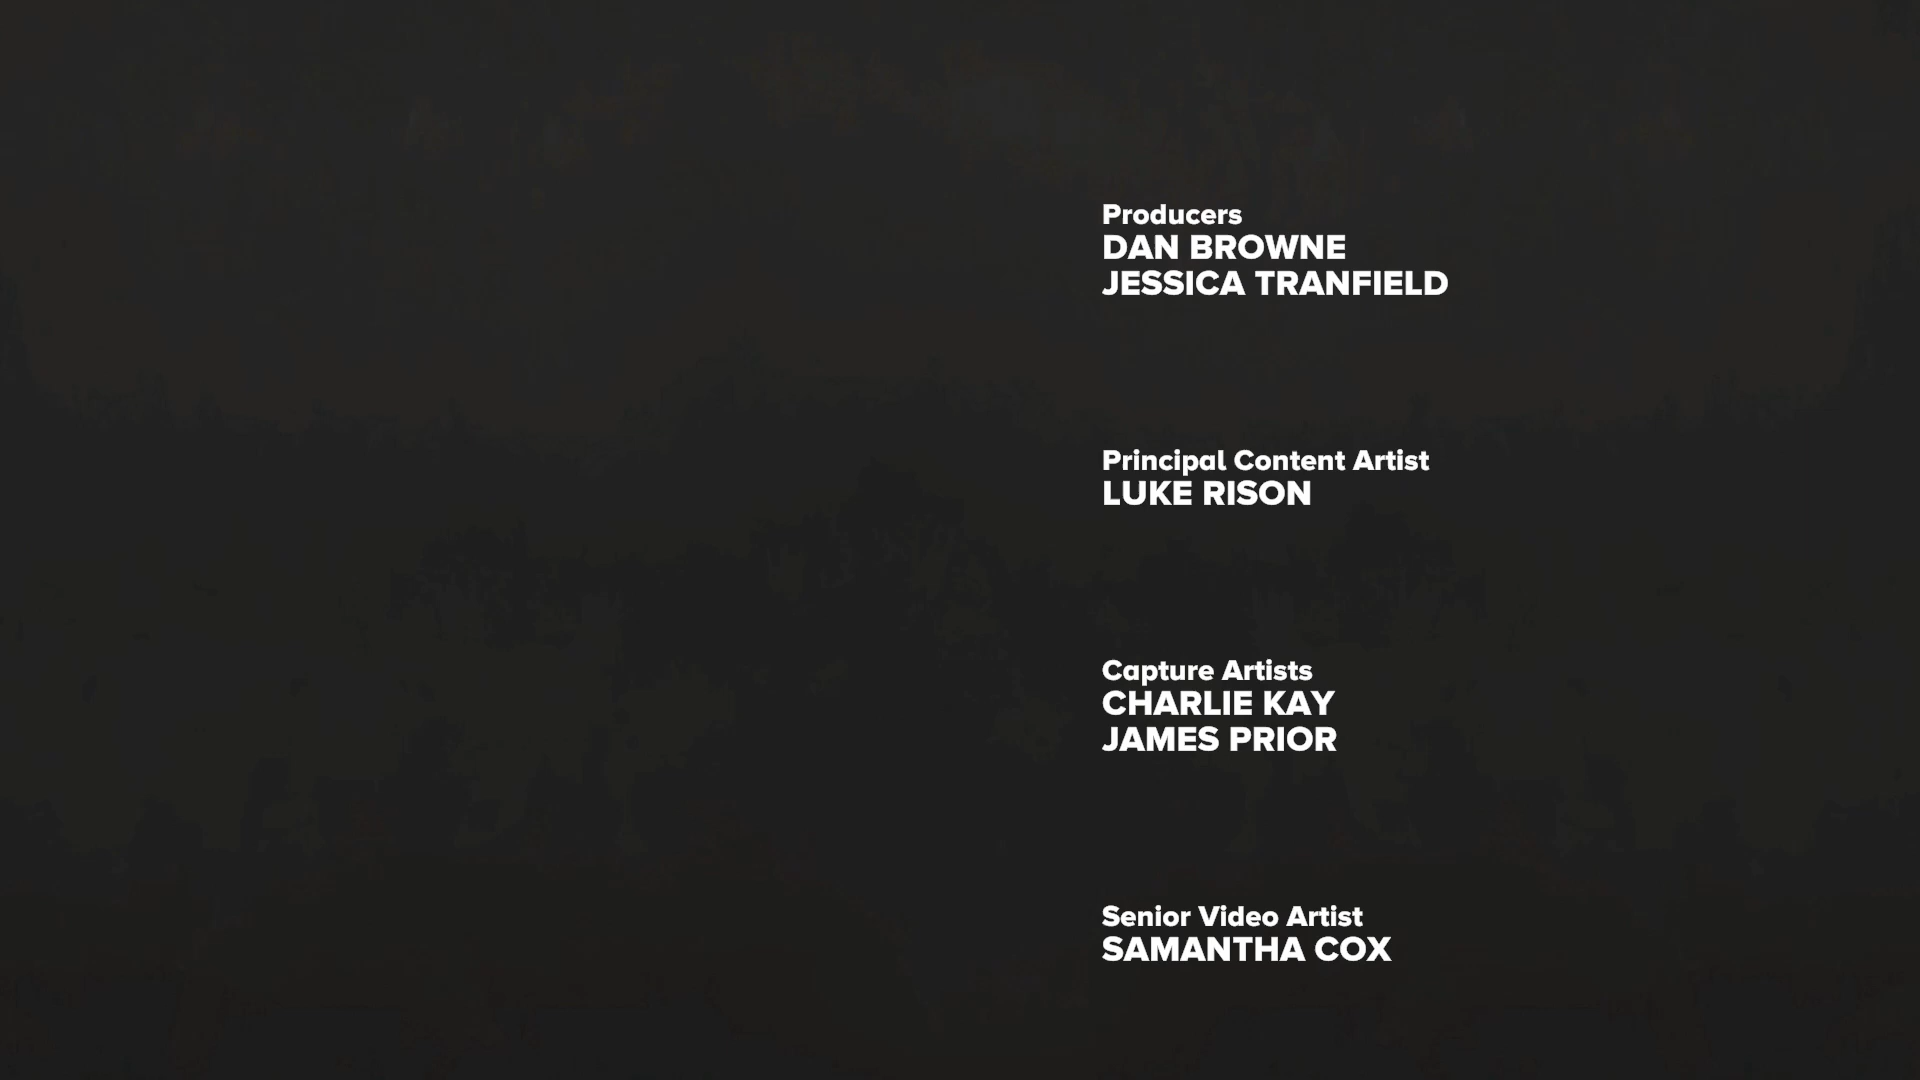 Producers
DAN BROWNE
JESSICA TRANFIELD
Principal Content Artist
LUKE RISON
Capture Artists
CHARLIE KAY
JAMES PRIOR
Senior Video Artist
SAMANTHA COX